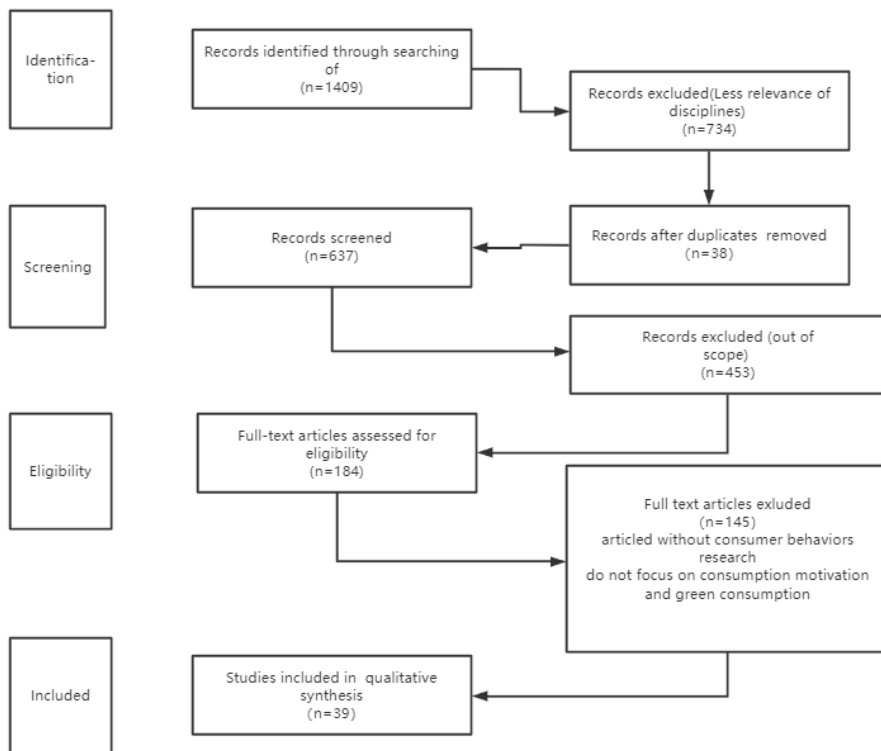 Identifica-
tion
Records identified through searching
of
(n=1409)
Records excluded(Less relevance of
disciplines)
(n=734)
Screening
Records screened
(n=637)
Records after duplicates removed
(n=38)
Records excluded (out of
scope)
(n=453)
Eligibility
Full-text articles assessed for
eligibility
(n=184)
Full text articles exluded
(n=145)
articled without consumer behaviors
research
do not focus on consumption motivation
and green consumption
Included
Studies included in qualitative
synthesis
(n=39)